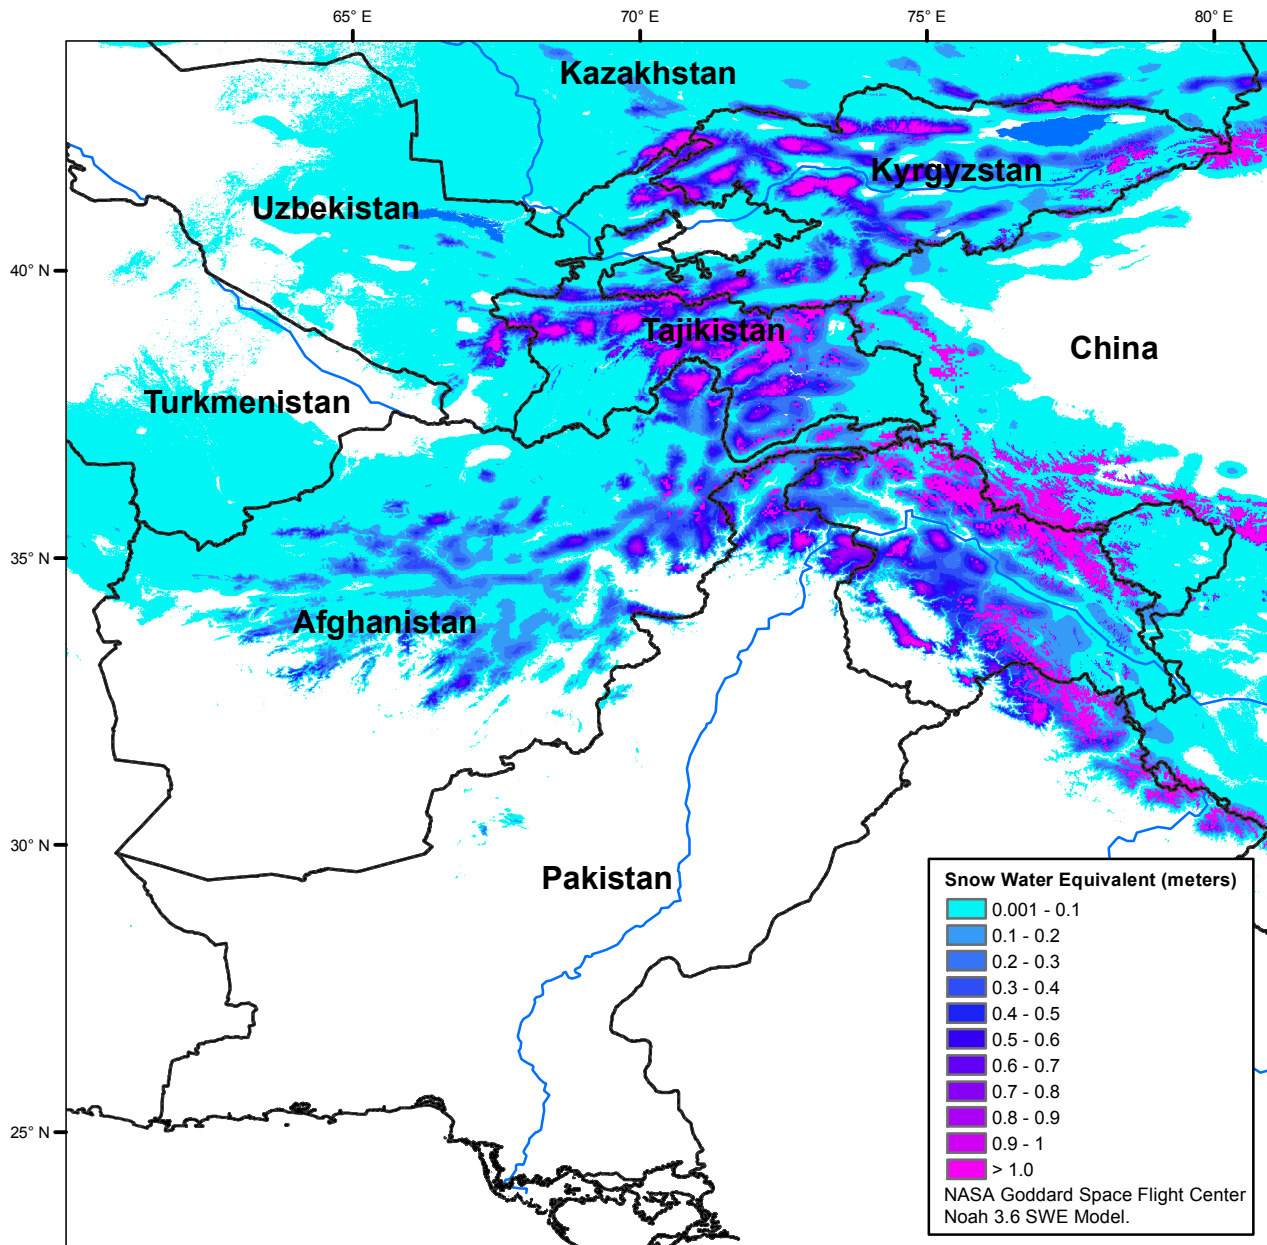 65° E
70° E
75° E
80° E
Kazakhstan
Kyrgyzstan
Uzbekistan
40° N
Tajikistan
China
Turkmenistan
35° N
Afghanistan
30° N
Pakistan
25° N
Snow Water Equivalent (meters)
0.001 - 0.1
0.1 - 0.2
0.2 - 0.3
0.3 - 0.4
0.4 - 0.5
0.5 - 0.6
0.6 - 0.7
0.7 - 0.8
0.8 - 0.9
0.9 - 1
> 1.0
NASA Goddard Space Flight Center
Noah 3.6 SWE Model.